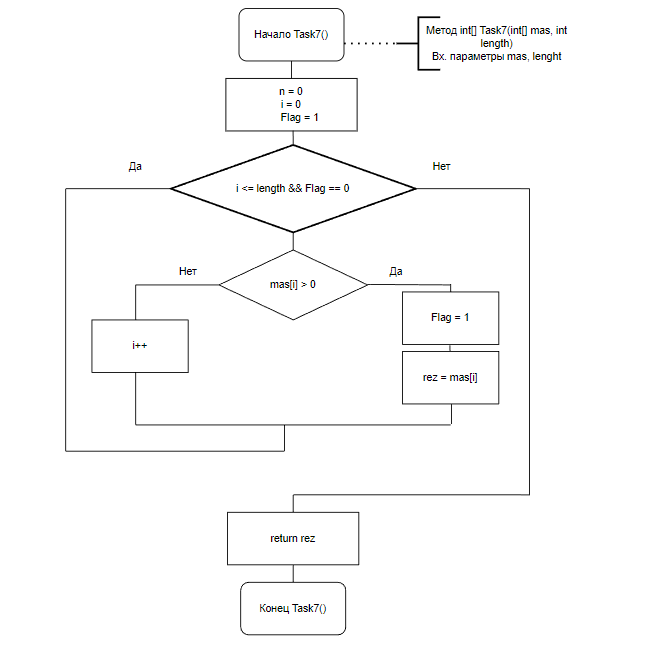 Начало Task7()
Метод int[] Task7(int[] mas, int
length)
Вх. параметры mas, lenght
n = 0
i = 0
Flag = 1
Да
Нет
i <= length && Flag == 0
Нет
Да
mas[i] > 0
Flag = 1
i++
rez = mas[i]
return rez
Конец Task7()